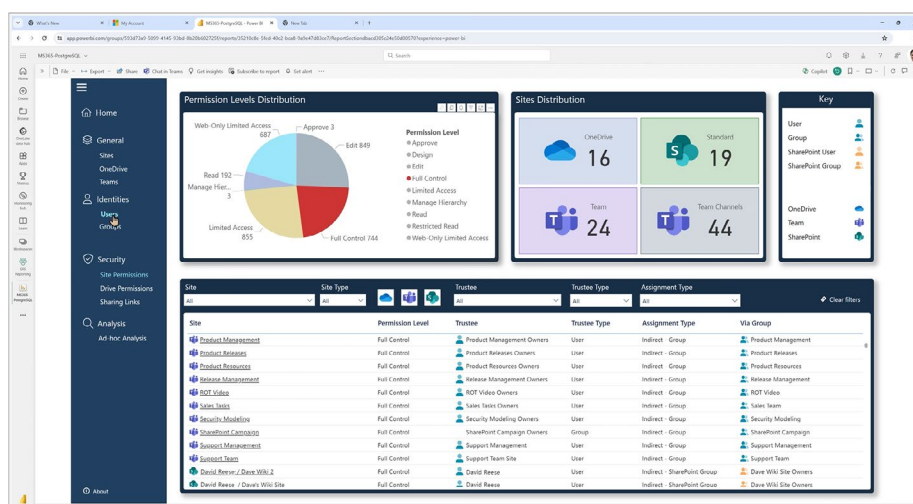 What's New
My Account
MS365-PostgreSQL - Power BI
New Tab
MS365-PostgreSQL
Search
File
Export
Share
Chat in Teams
Get insights
Subscribe to report
Set alert
Copilot
Home
Create
Browse
Apps
Metrics
Workspaces
Home
General
Sites
OneDrive
Teams
Identities
Users
Groups
Security
Site Permissions
Drive Permissions
Sharing Links
Analysis
Ad-hoc Analysis
About
Permission Levels Distribution
Web-Only Limited Access
687
Approve 3
Edit 849
Read 192
Manage Hier...
3
Limited Access
855
Full Control 744
Permission Level
Approve
Design
Edit
Full Control
Limited Access
Manage Hierarchy
Read
Restricted Read
Web-Only Limited Access
Sites Distribution
OneDrive
16
Standard
19
Team
24
Team Channels
44
Key
User
Group
SharePoint User
SharePoint Group
OneDrive
Team
SharePoint
Site Site Type Trustee Trustee Type Assignment Type
All All All All All Clear filters
Site Permission Level Trustee Trustee Type Assignment Type Via Group
Product Management Full Control Product Management Owners User Indirect - Group Product Management
Product Releases Full Control Product Releases Owners User Indirect - Group Product Releases
Product Resources Full Control Product Resources Owners User Indirect - Group Product Resources
Release Management Full Control Release Management Owners User Indirect - Group Release Management
ROT Video Full Control ROT Video Owners User Indirect - Group ROT Video
Sales Tasks Full Control Sales Tasks Owners User Indirect - Group Sales Team
Security Modeling Full Control Security Modeling Owners User Indirect - Group Security Modeling
SharePoint Campaign Full Control SharePoint Campaign Owners Group Indirect - Group SharePoint Campaign
Support Management Full Control Support Management User Indirect - Group Support Management
Support Team Full Control Support Team Site User Indirect - Group Support Team
David Reese / Dave Wiki 2 Full Control David Reese User Indirect - SharePoint Group Dave Wiki Site Owners
David Reese / Dave's Wiki Site Full Control David Reese User Indirect - SharePoint Group Dave Wiki Site Owners